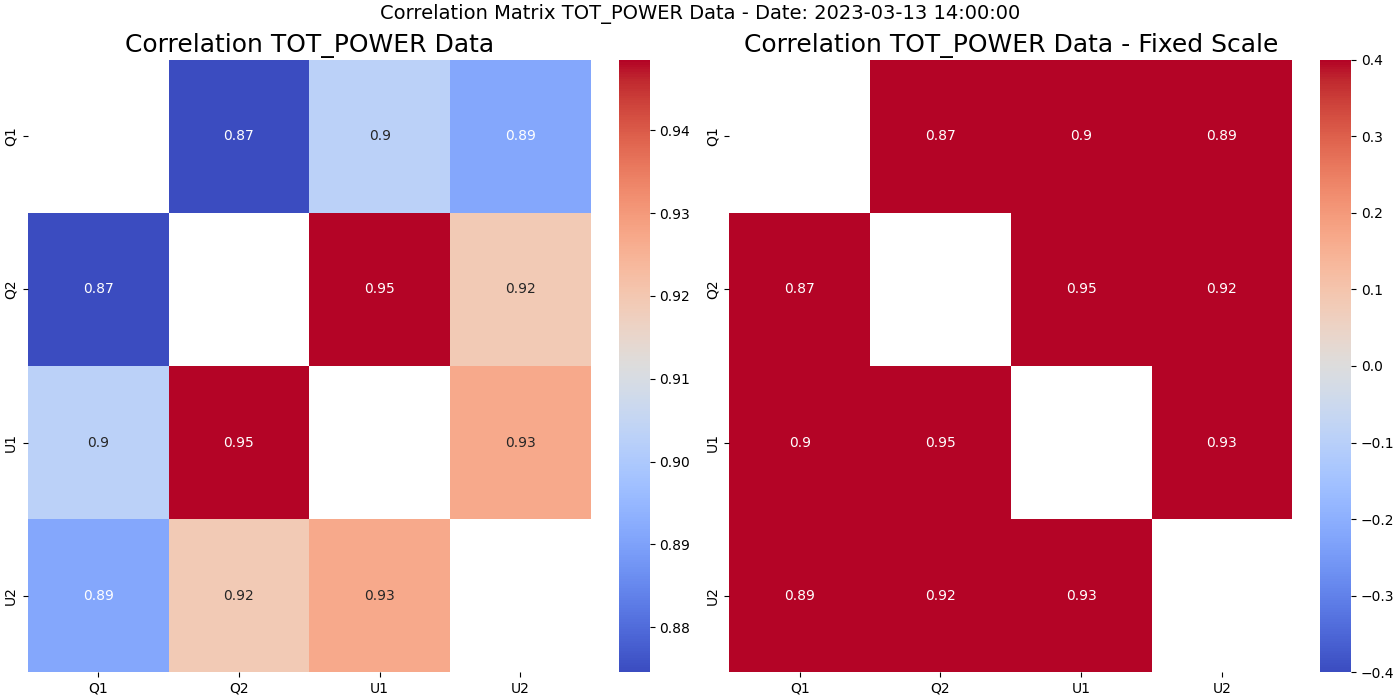 Correlation Matrix TOT_POWER Data - Date: 2023-03-13 14:00:00
Correlation TOT_POWER Data
Q1
0.87
0.9
0.89
Q2
0.87
0.95
0.92
U1
0.9
0.95
0.93
U2
0.89
0.92
0.93
Q1
Q2
U1
U2
0.94
0.93
0.92
0.91
0.90
0.89
0.88
Correlation TOT_POWER Data - Fixed Scale
Q1
0.87
0.9
0.89
Q2
0.87
0.95
0.92
U1
0.9
0.95
0.93
U2
0.89
0.92
0.93
Q1
Q2
U1
U2
0.4
0.3
0.2
0.1
0.0
−0.1
−0.2
−0.3
−0.4